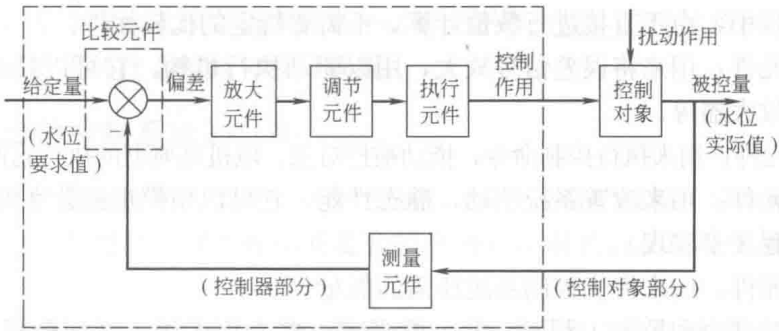 比较元件
给定量
(水位
要求值)
偏差
放大
元件
调节
元件
执行
元件
控制
作用
扰动作用
控制
对象
被控量
(水位
实际值)
测量
元件
(控制器部分)
(控制对象部分)